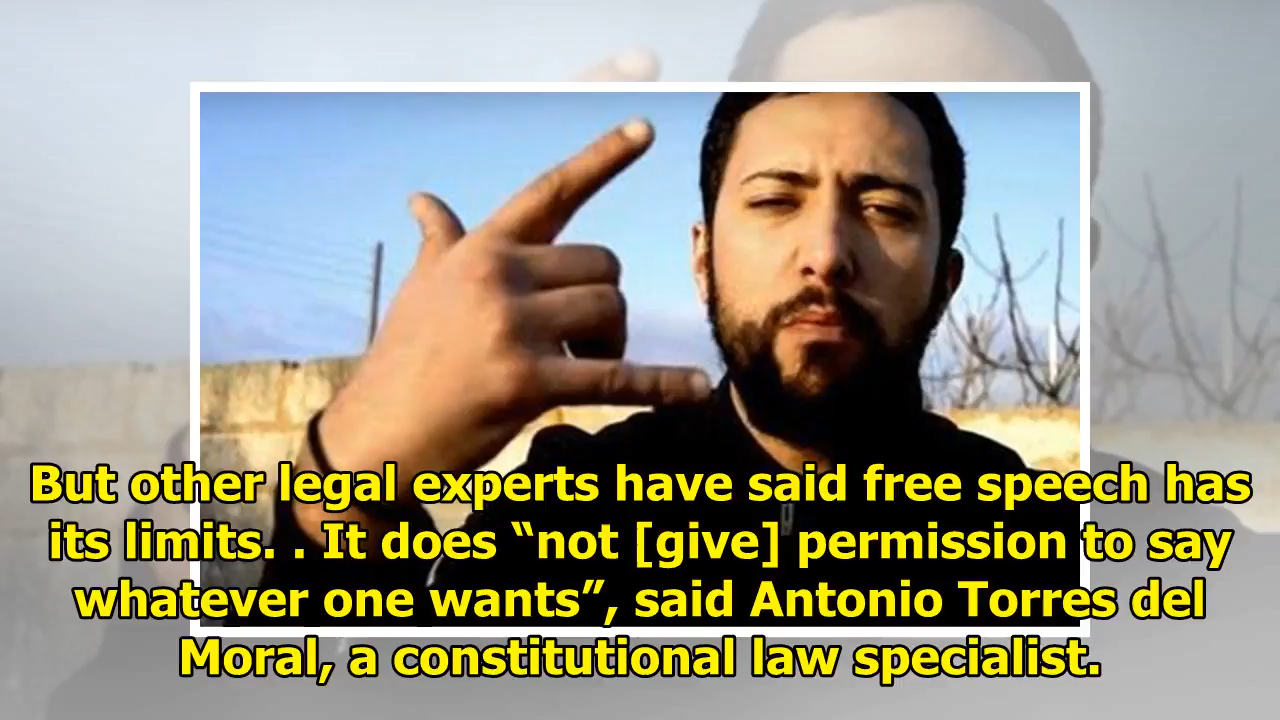 But other legal experts have said free speech has
its limits. . It does “not [give] permission to say
whatever one wants”, said Antonio Torres del
Moral, a constitutional law specialist.